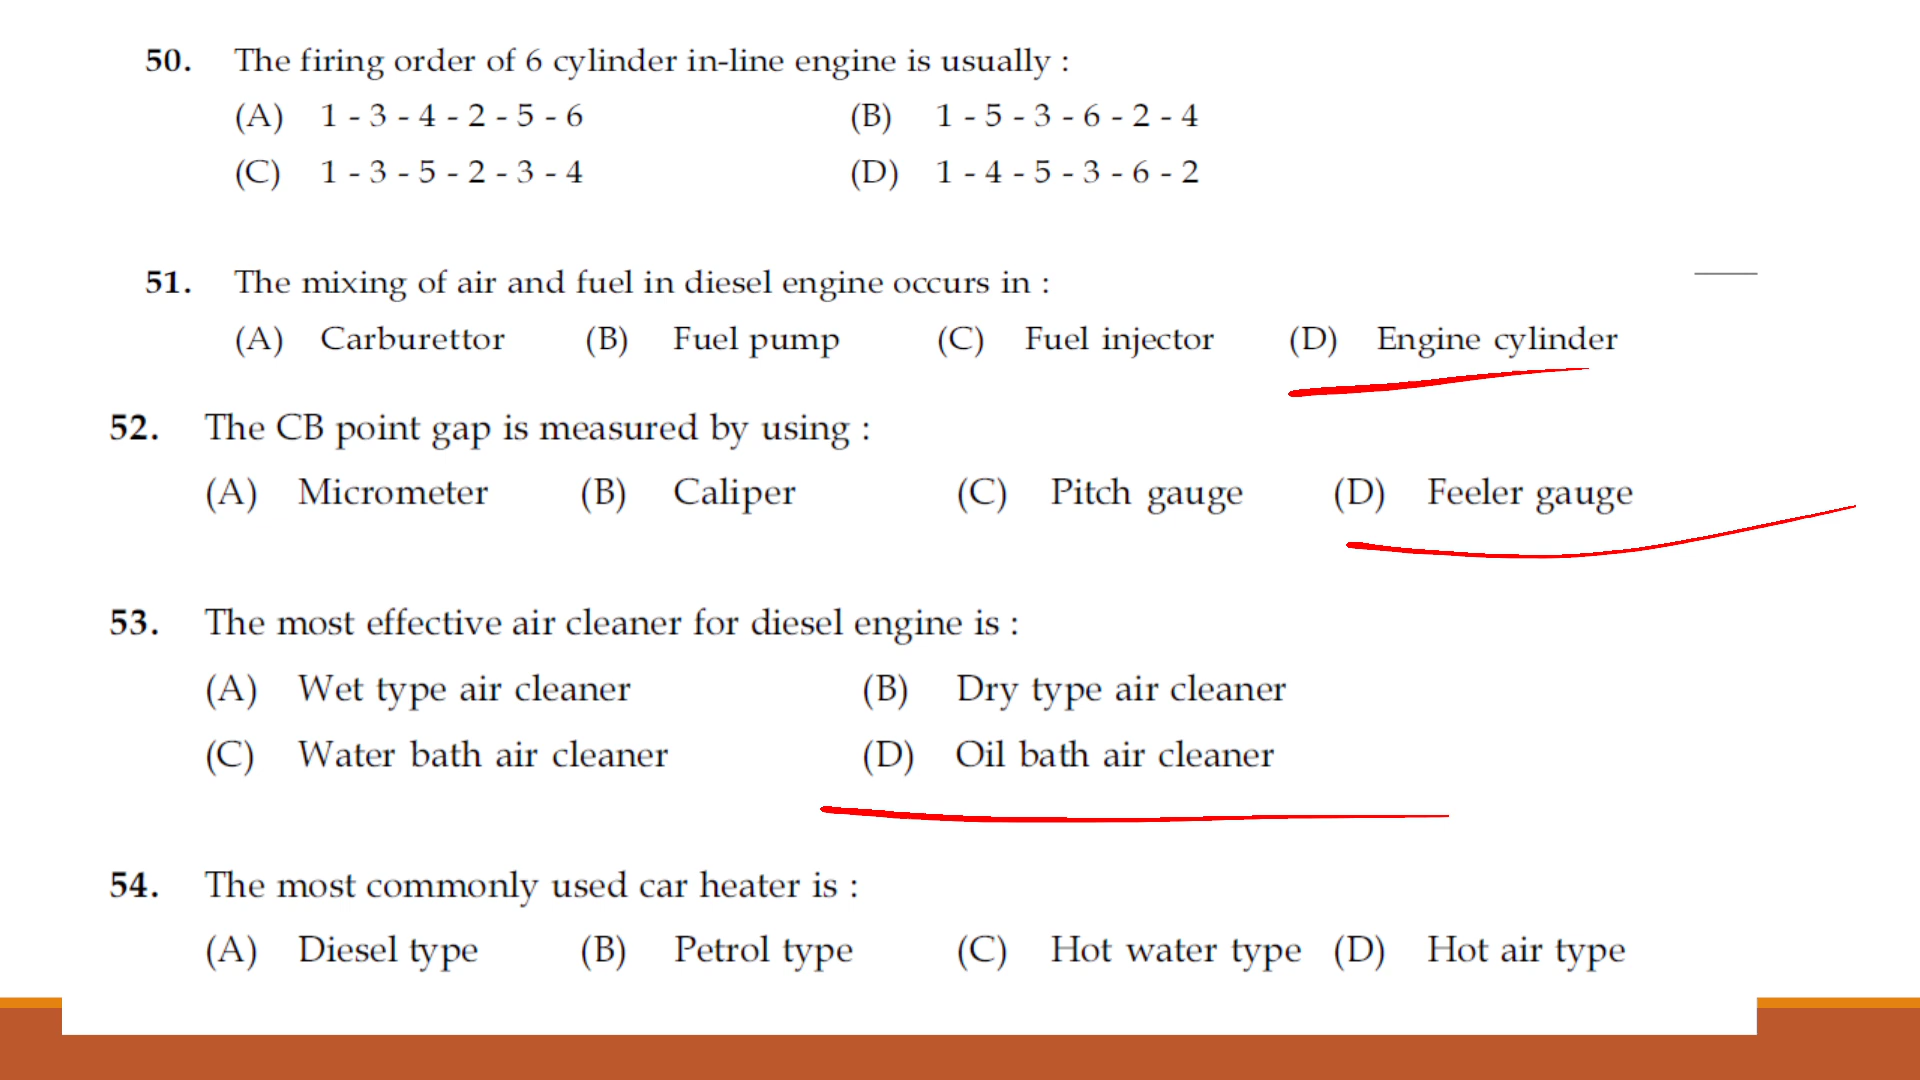 50. The firing order of 6 cylinder in-line engine is usually :
(A) 1 - 3 - 4 - 2 - 5 - 6 (B) 1 - 5 - 3 - 6 - 2 - 4
(C) 1 - 3 - 5 - 2 - 3 - 4 (D) 1 - 4 - 5 - 3 - 6 - 2
51. The mixing of air and fuel in diesel engine occurs in :
(A) Carburettor (B) Fuel pump (C) Fuel injector (D) Engine cylinder
52. The CB point gap is measured by using :
(A) Micrometer (B) Caliper (C) Pitch gauge (D) Feeler gauge
53. The most effective air cleaner for diesel engine is :
(A) Wet type air cleaner (B) Dry type air cleaner
(C) Water bath air cleaner (D) Oil bath air cleaner
54. The most commonly used car heater is :
(A) Diesel type (B) Petrol type (C) Hot water type (D) Hot air type